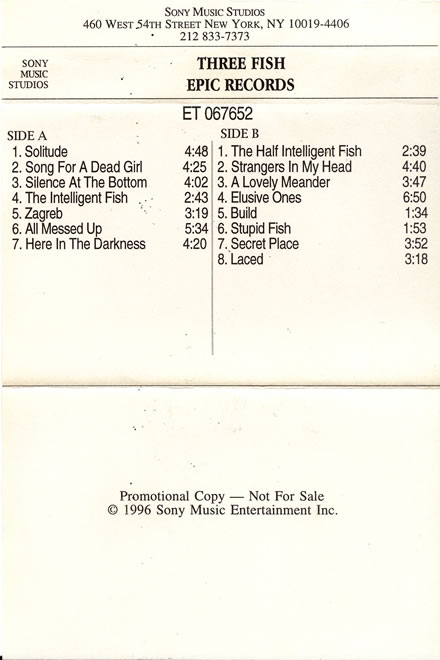 SONY MUSIC STUDIOS
460 WEST 54TH STREET NEW YORK, NY 10019-4406
212 833-7373
SONY
MUSIC
STUDIOS
THREE FISH
EPIC RECORDS
ET 067652
SIDE A
1. Solitude 4:48
2. Song For A Dead Girl 4:25
3. Silence At The Bottom 4:02
4. The Intelligent Fish 2:43
5. Zagreb 3:19
6. All Messed Up 5:34
7. Here In The Darkness 4:20
SIDE B
1. The Half Intelligent Fish 2:39
2. Strangers In My Head 4:40
3. A Lovely Meander 3:47
4. Elusive Ones 6:50
5. Build 1:34
6. Stupid Fish 1:53
7. Secret Place 3:52
8. Laced 3:18
Promotional Copy — Not For Sale
© 1996 Sony Music Entertainment Inc.